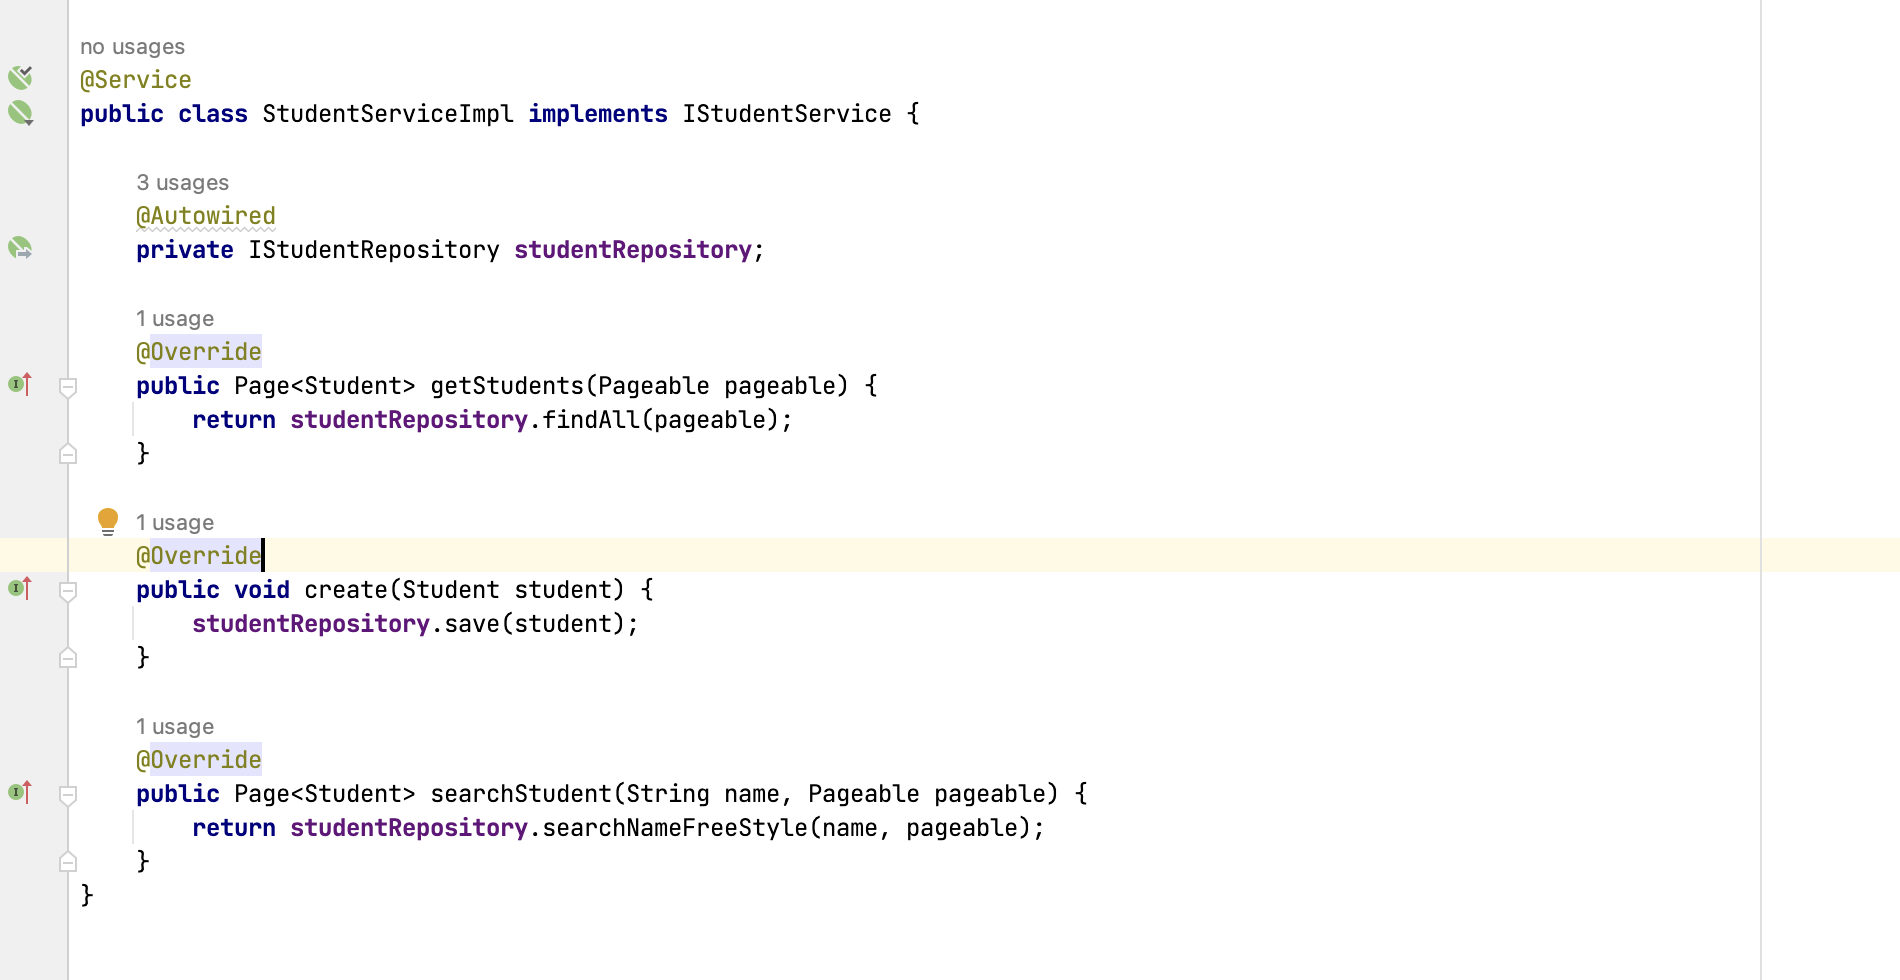 no usages
@Service
public class StudentServiceImpl implements IStudentService {
3 usages
@Autowired
private IStudentRepository studentRepository;
1 usage
@Override
public Page<Student> getStudents(Pageable pageable) {
return studentRepository.findAll(pageable);
}
1 usage
@Override
public void create(Student student) {
studentRepository.save(student);
}
1 usage
@Override
public Page<Student> searchStudent(String name, Pageable pageable) {
return studentRepository.searchNameFreeStyle(name, pageable);
}
}